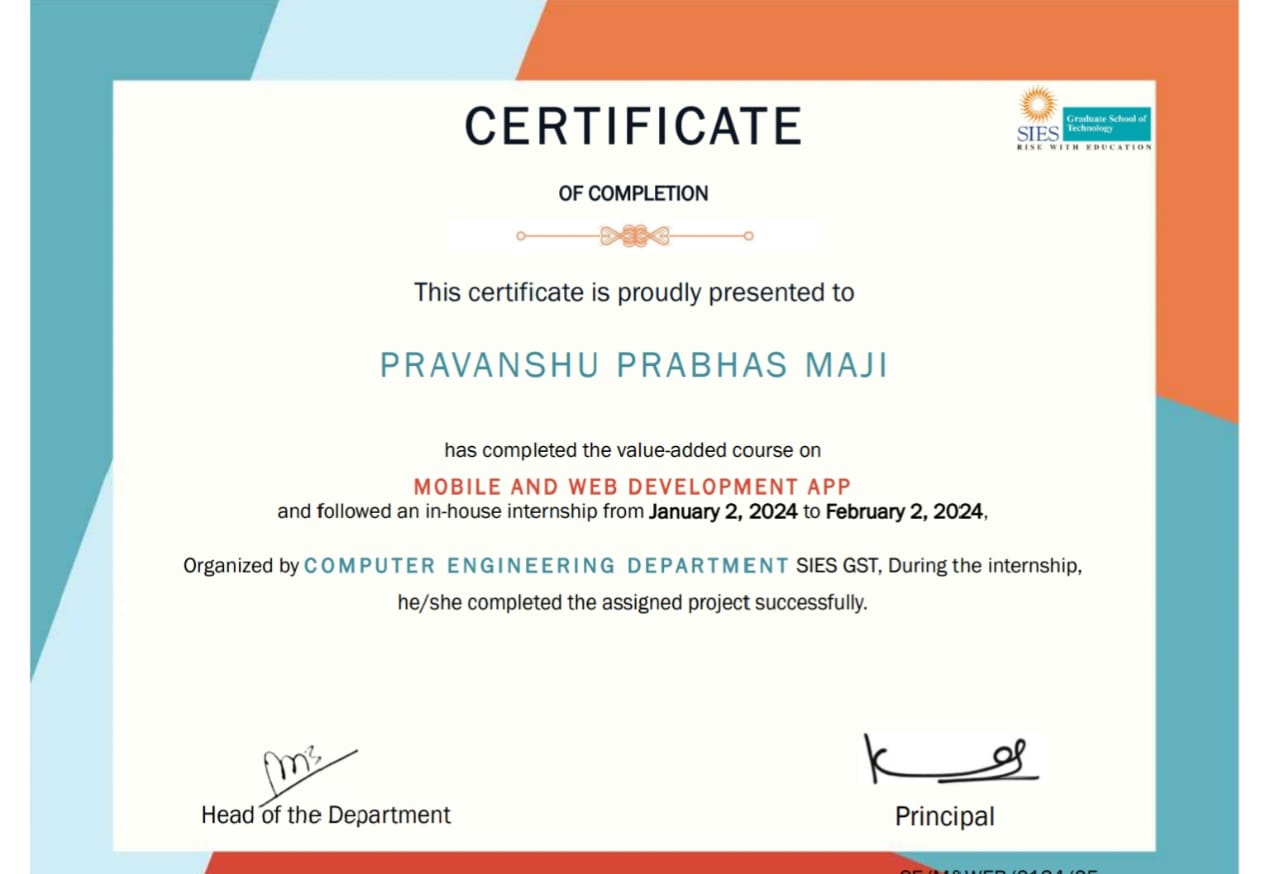 CERTIFICATE
SIES Graduate School of Technology
RISE WITH EDUCATION
OF COMPLETION
This certificate is proudly presented to
PRAVANSHU PRABHAS MAJI
has completed the value-added course on
MOBILE AND WEB DEVELOPMENT APP
and followed an in-house internship from January 2, 2024 to February 2, 2024,
Organized by COMPUTER ENGINEERING DEPARTMENT SIES GST, During the internship,
he/she completed the assigned project successfully.
Head of the Department
Principal